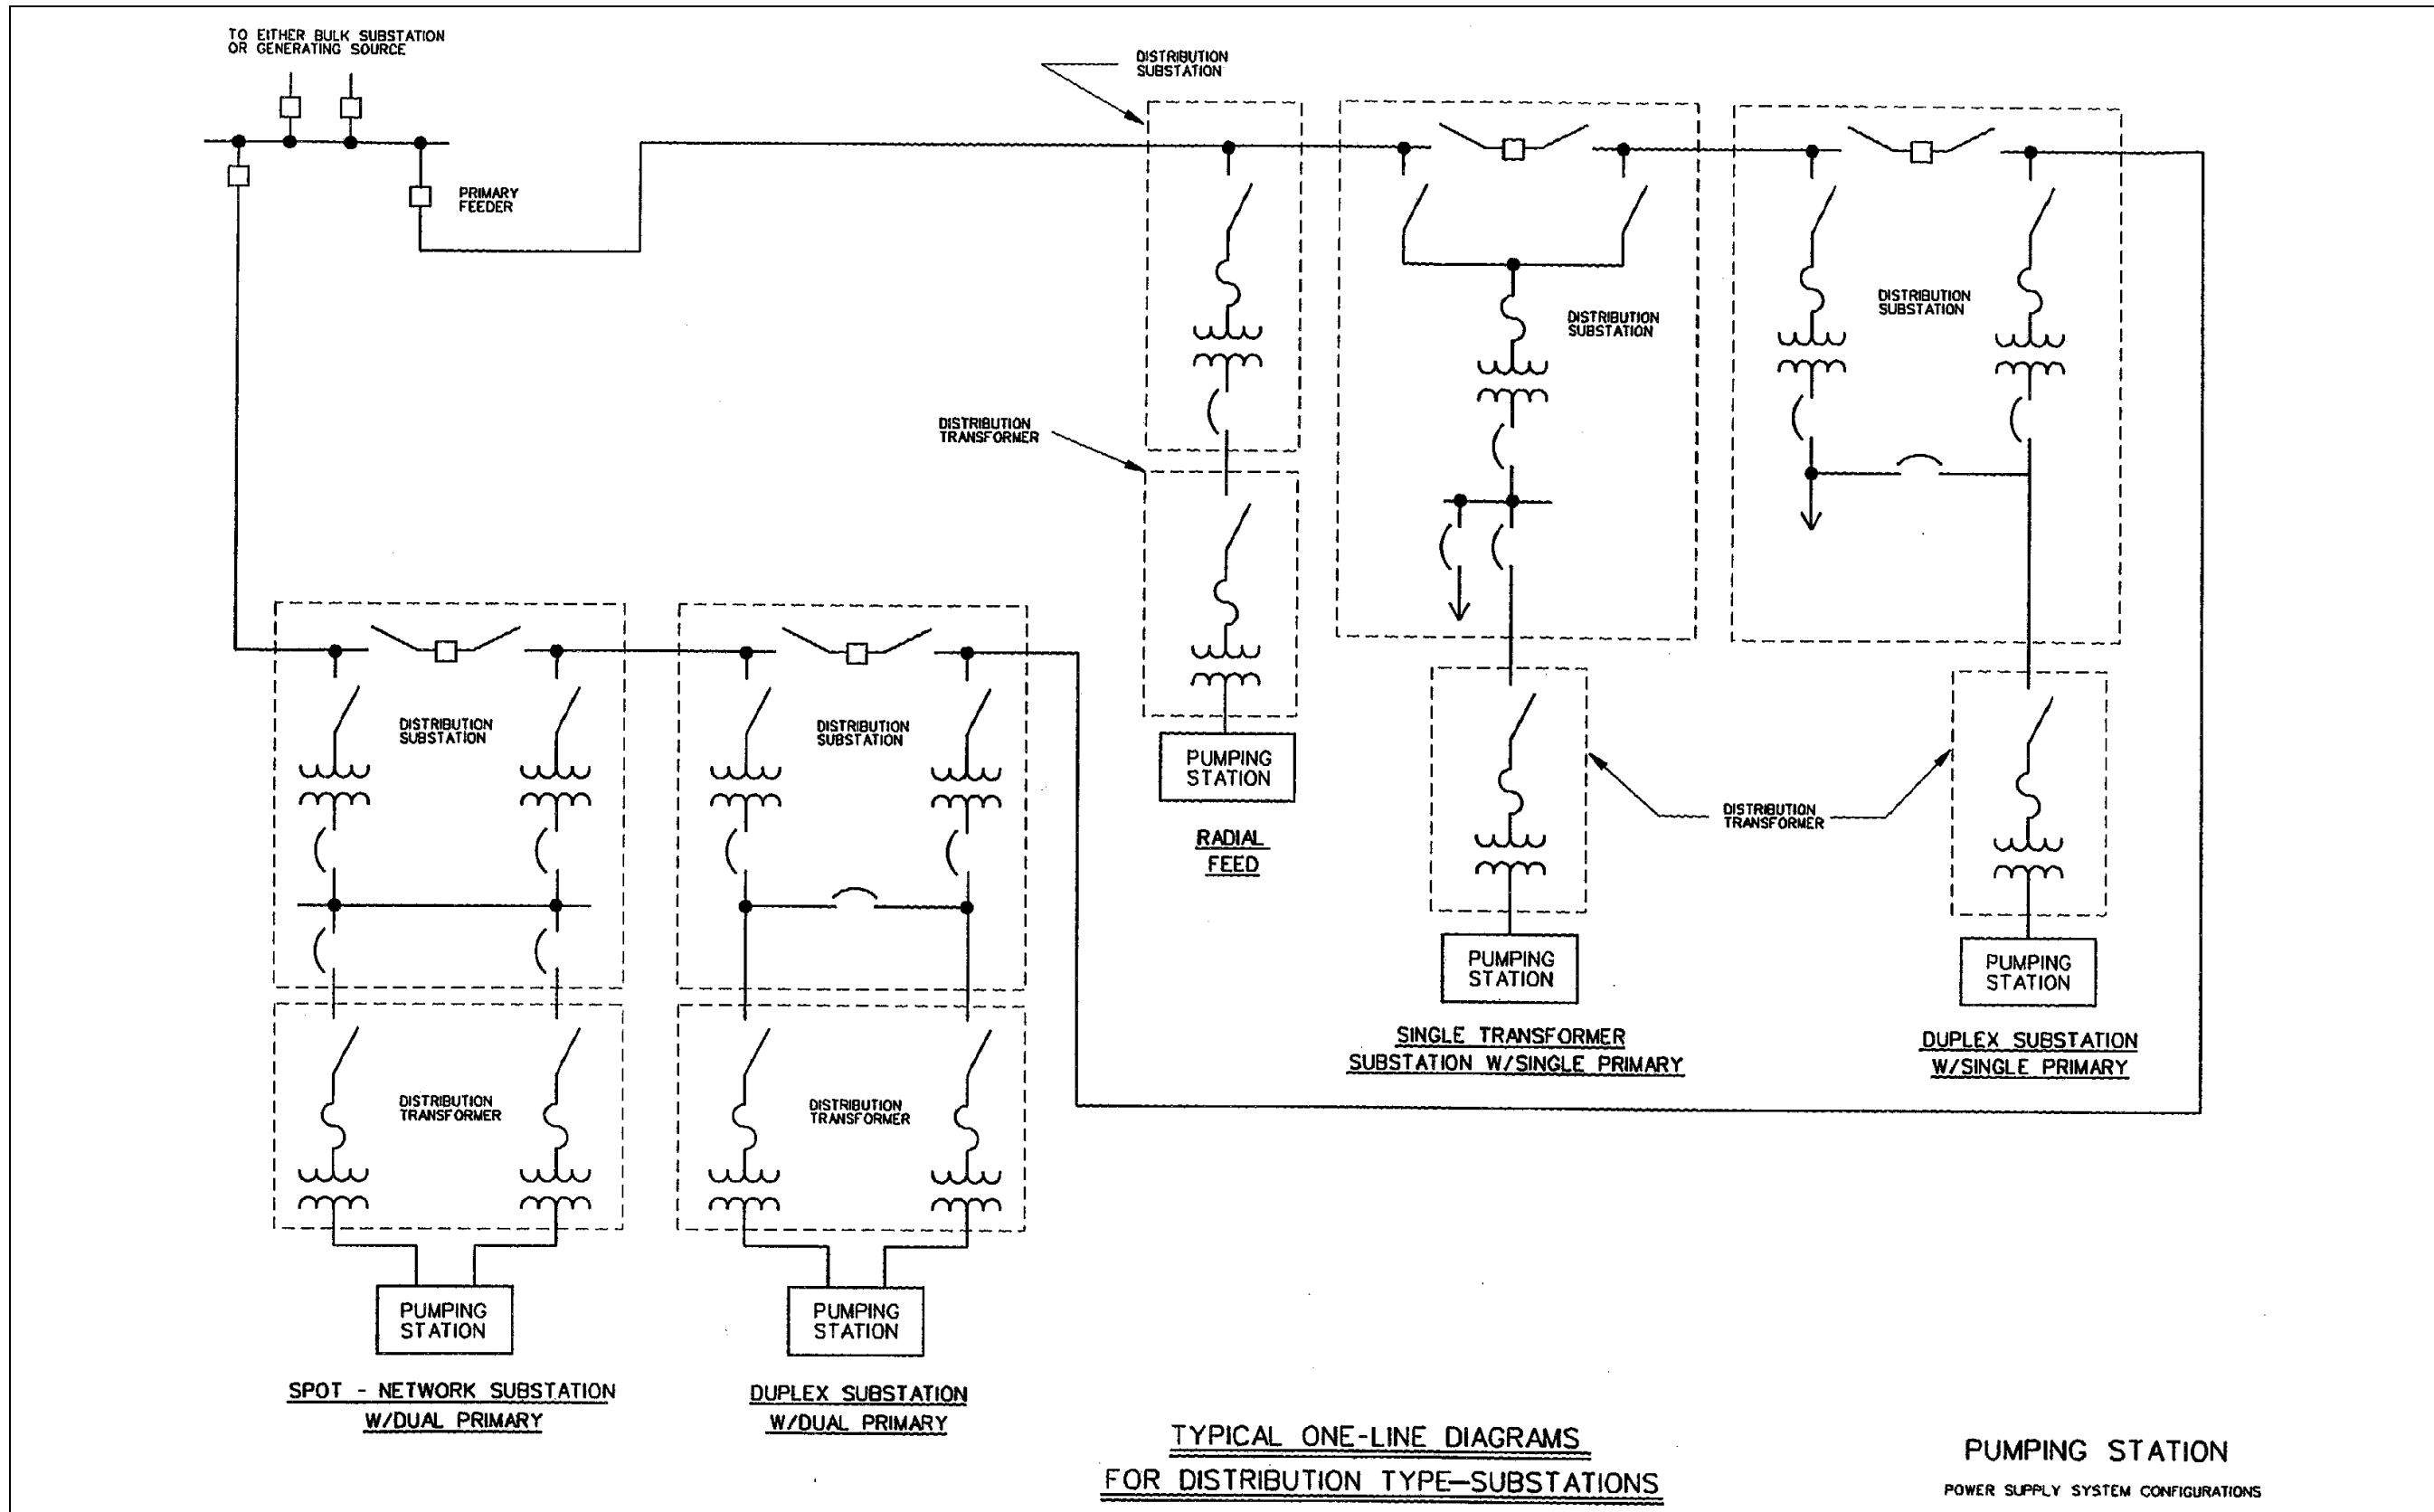 TO EITHER BULK SUBSTATION
OR GENERATING SOURCE
DISTRIBUTION
SUBSTATION
PRIMARY
FEEDER
DISTRIBUTION
SUBSTATION
DISTRIBUTION
SUBSTATION
DISTRIBUTION
TRANSFORMER
DISTRIBUTION
SUBSTATION
DISTRIBUTION
SUBSTATION
PUMPING
STATION
RADIAL
FEED
DISTRIBUTION
TRANSFORMER
PUMPING
STATION
PUMPING
STATION
SINGLE TRANSFORMER
SUBSTATION W/SINGLE PRIMARY
DUPLEX SUBSTATION
W/SINGLE PRIMARY
DISTRIBUTION
TRANSFORMER
DISTRIBUTION
TRANSFORMER
PUMPING
STATION
PUMPING
STATION
SPOT - NETWORK SUBSTATION
W/DUAL PRIMARY
DUPLEX SUBSTATION
W/DUAL PRIMARY
TYPICAL ONE-LINE DIAGRAMS
FOR DISTRIBUTION TYPE-SUBSTATIONS
PUMPING STATION
POWER SUPPLY SYSTEM CONFIGURATIONS